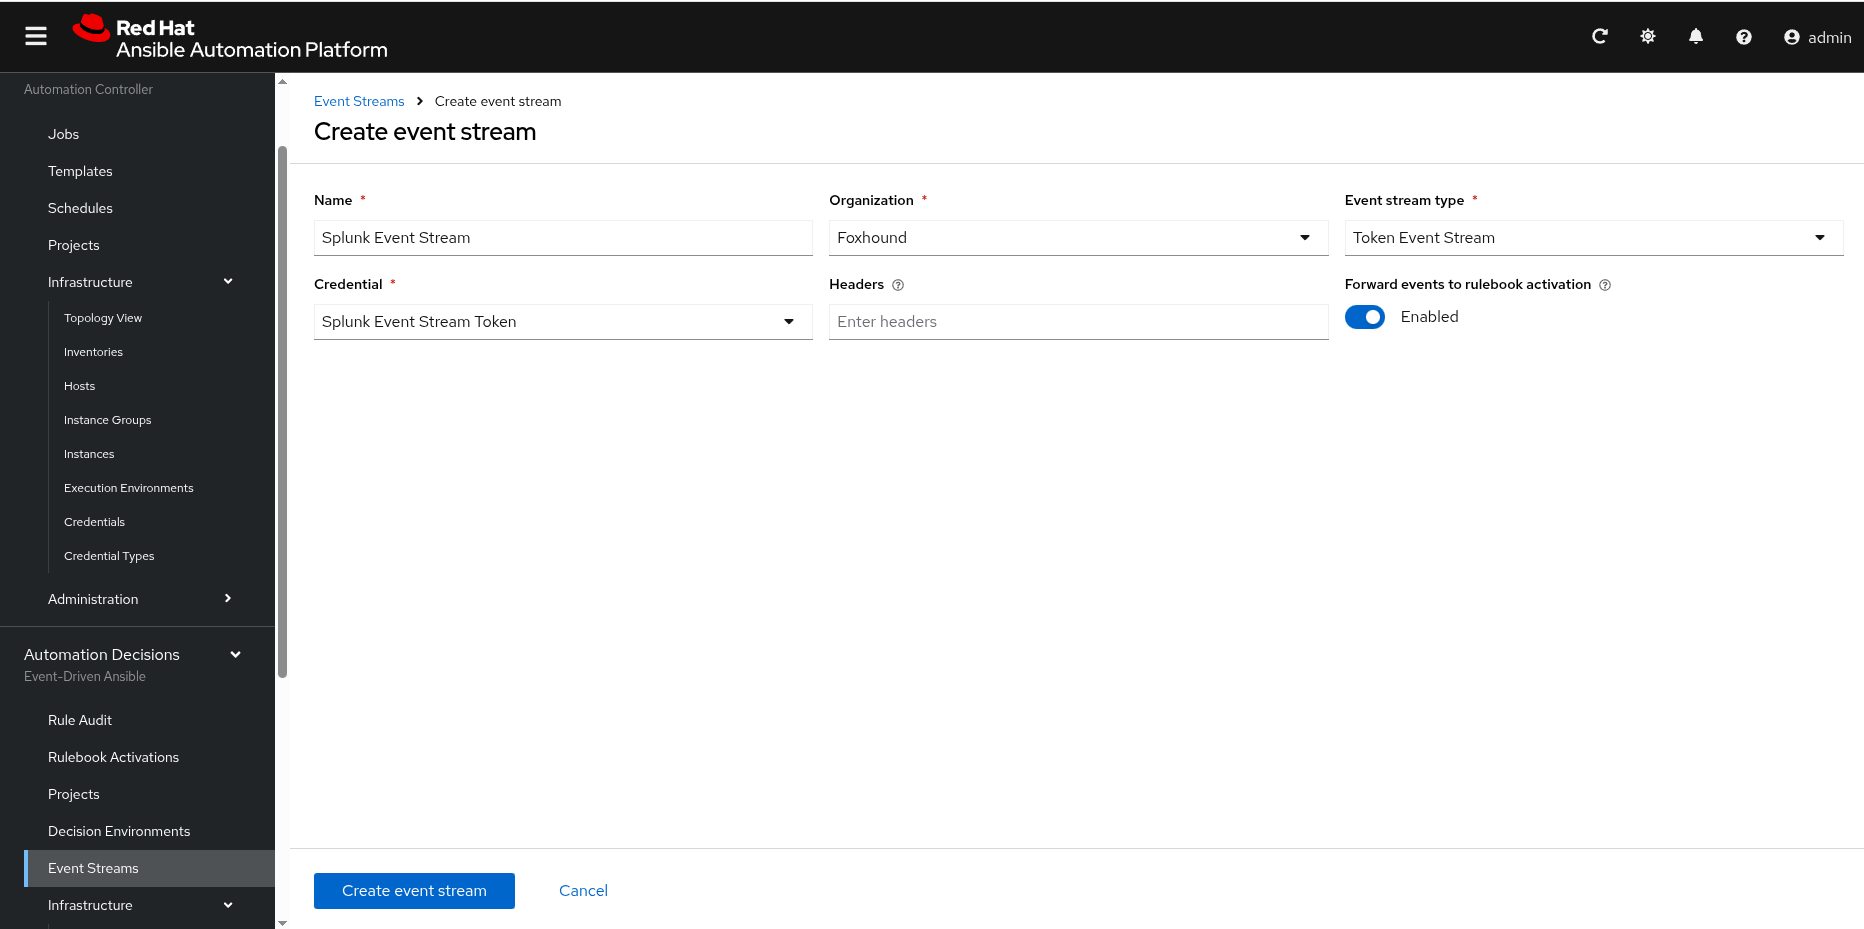 Red Hat
Ansible Automation Platform
admin
Automation Controller
Jobs
Templates
Schedules
Projects
Infrastructure
Topology View
Inventories
Hosts
Instance Groups
Instances
Execution Environments
Credentials
Credential Types
Administration
Automation Decisions
Event-Driven Ansible
Rule Audit
Rulebook Activations
Projects
Decision Environments
Event Streams
Infrastructure
Event Streams > Create event stream
Create event stream
Name * Organization * Event stream type *
Splunk Event Stream Foxhound Token Event Stream
Credential * Headers Forward events to rulebook activation
Splunk Event Stream Token Enter headers Enabled
Create event stream Cancel